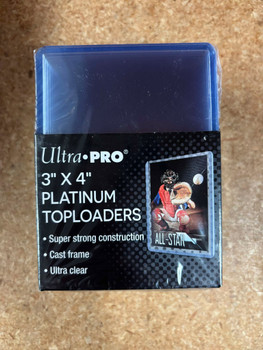 Ultra•PRO®
3" X 4"
PLATINUM
TOPLOADERS
• Super strong construction
• Cast frame
• Ultra clear
ALL-STAR